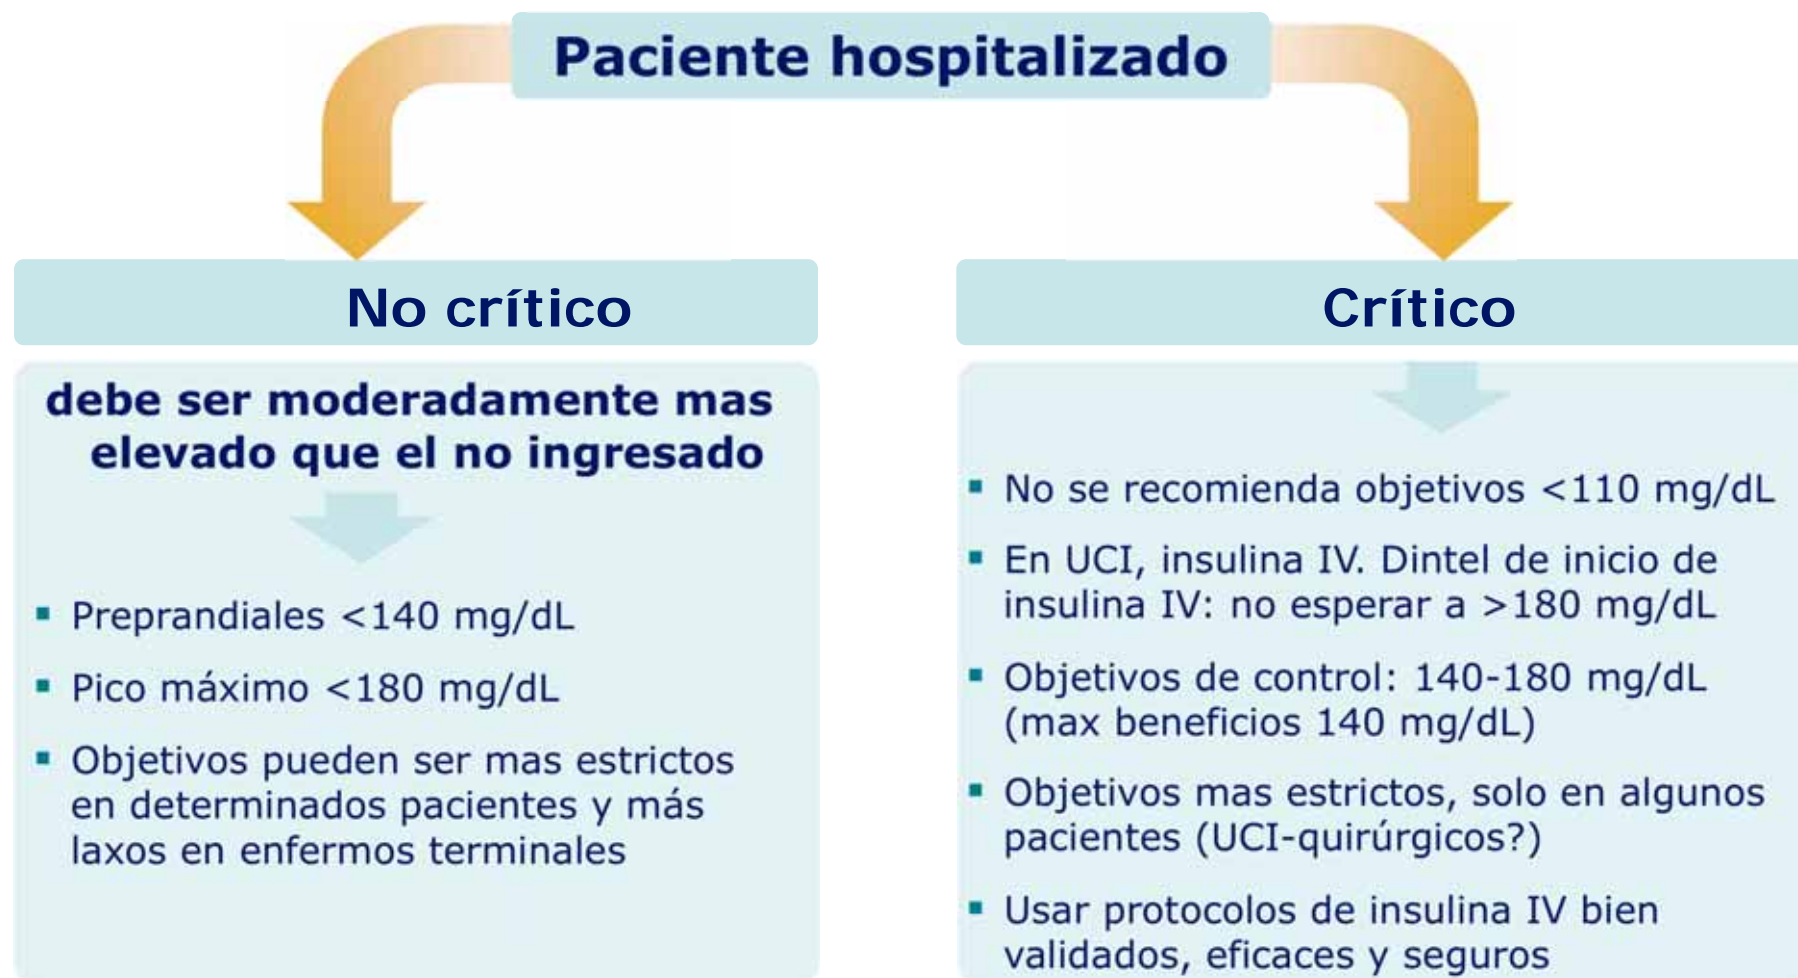 Paciente hospitalizado
No crítico
debe ser moderadamente mas
elevado que el no ingresado
▪ Preprandiales <140 mg/dL
▪ Pico máximo <180 mg/dL
▪ Objetivos pueden ser mas estrictos
en determinados pacientes y más
laxos en enfermos terminales
Crítico
▪ No se recomienda objetivos <110 mg/dL
▪ En UCI, insulina IV. Dintel de inicio de
insulina IV: no esperar a >180 mg/dL
▪ Objetivos de control: 140-180 mg/dL
(max beneficios 140 mg/dL)
▪ Objetivos mas estrictos, solo en algunos
pacientes (UCI-quirúrgicos?)
▪ Usar protocolos de insulina IV bien
validados, eficaces y seguros